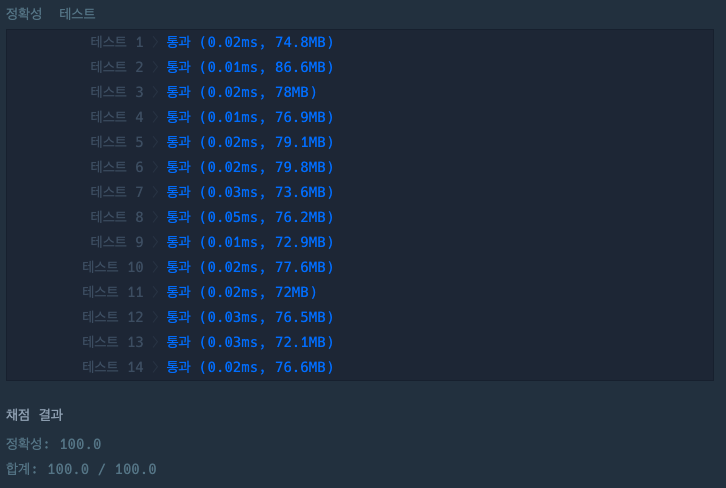 정확성 테스트
테스트 1 〉 통과 (0.02ms, 74.8MB)
테스트 2 〉 통과 (0.01ms, 86.6MB)
테스트 3 〉 통과 (0.02ms, 78MB)
테스트 4 〉 통과 (0.01ms, 76.9MB)
테스트 5 〉 통과 (0.02ms, 79.1MB)
테스트 6 〉 통과 (0.02ms, 79.8MB)
테스트 7 〉 통과 (0.03ms, 73.6MB)
테스트 8 〉 통과 (0.05ms, 76.2MB)
테스트 9 〉 통과 (0.01ms, 72.9MB)
테스트 10 〉 통과 (0.02ms, 77.6MB)
테스트 11 〉 통과 (0.02ms, 72MB)
테스트 12 〉 통과 (0.03ms, 76.5MB)
테스트 13 〉 통과 (0.03ms, 72.1MB)
테스트 14 〉 통과 (0.02ms, 76.6MB)
채점 결과
정확성: 100.0
합계: 100.0 / 100.0